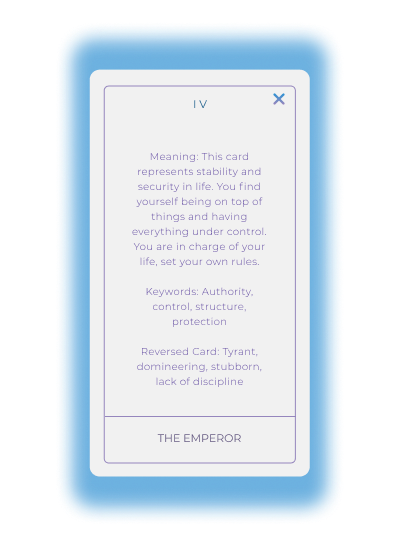 IV
Meaning: This card
represents stability and
security in life. You find
yourself being on top of
things and having
everything under control.
You are in charge of your
life, set your own rules.
Keywords: Authority,
control, structure,
protection
Reversed Card: Tyrant,
domineering, stubborn,
lack of discipline
THE EMPEROR